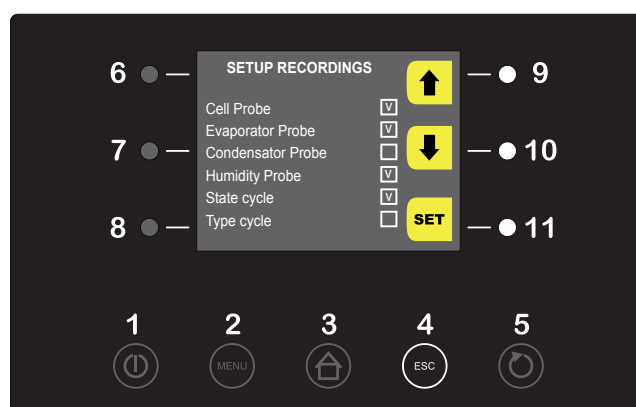 SETUP RECORDINGS
6
9
Cell Probe V
Evaporator Probe V
7
Condensator Probe
10
Humidity Probe V
State cycle V
Type cycle
SET
8
11
1 2 3 4 5
MENU
ESC